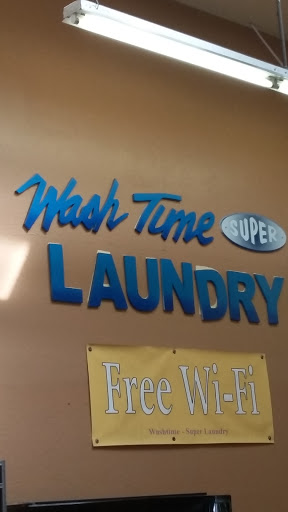 Wash Time SUPER
LAUNDRY
Free Wi-Fi
Washtime - Super Laundry